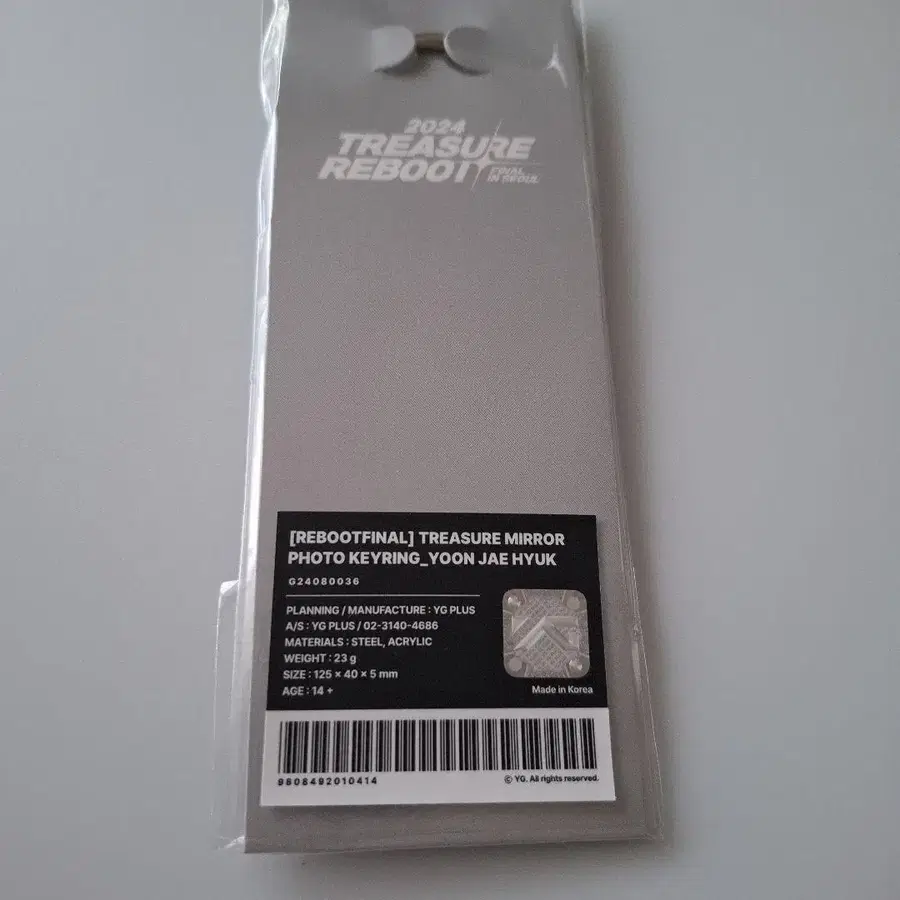 2024
TREASURE
REBOOT FINAL
IN SEOUL
[REBOOTFINAL] TREASURE MIRROR
PHOTO KEYRING_YOON JAE HYUK
G24080036
PLANNING / MANUFACTURE : YG PLUS
A/S : YG PLUS / 02-3140-4686
MATERIALS : STEEL, ACRYLIC
WEIGHT : 23 g
SIZE : 125 × 40 × 5 mm
AGE : 14 +
Made in Korea
9808492010414
© YG. All rights reserved.